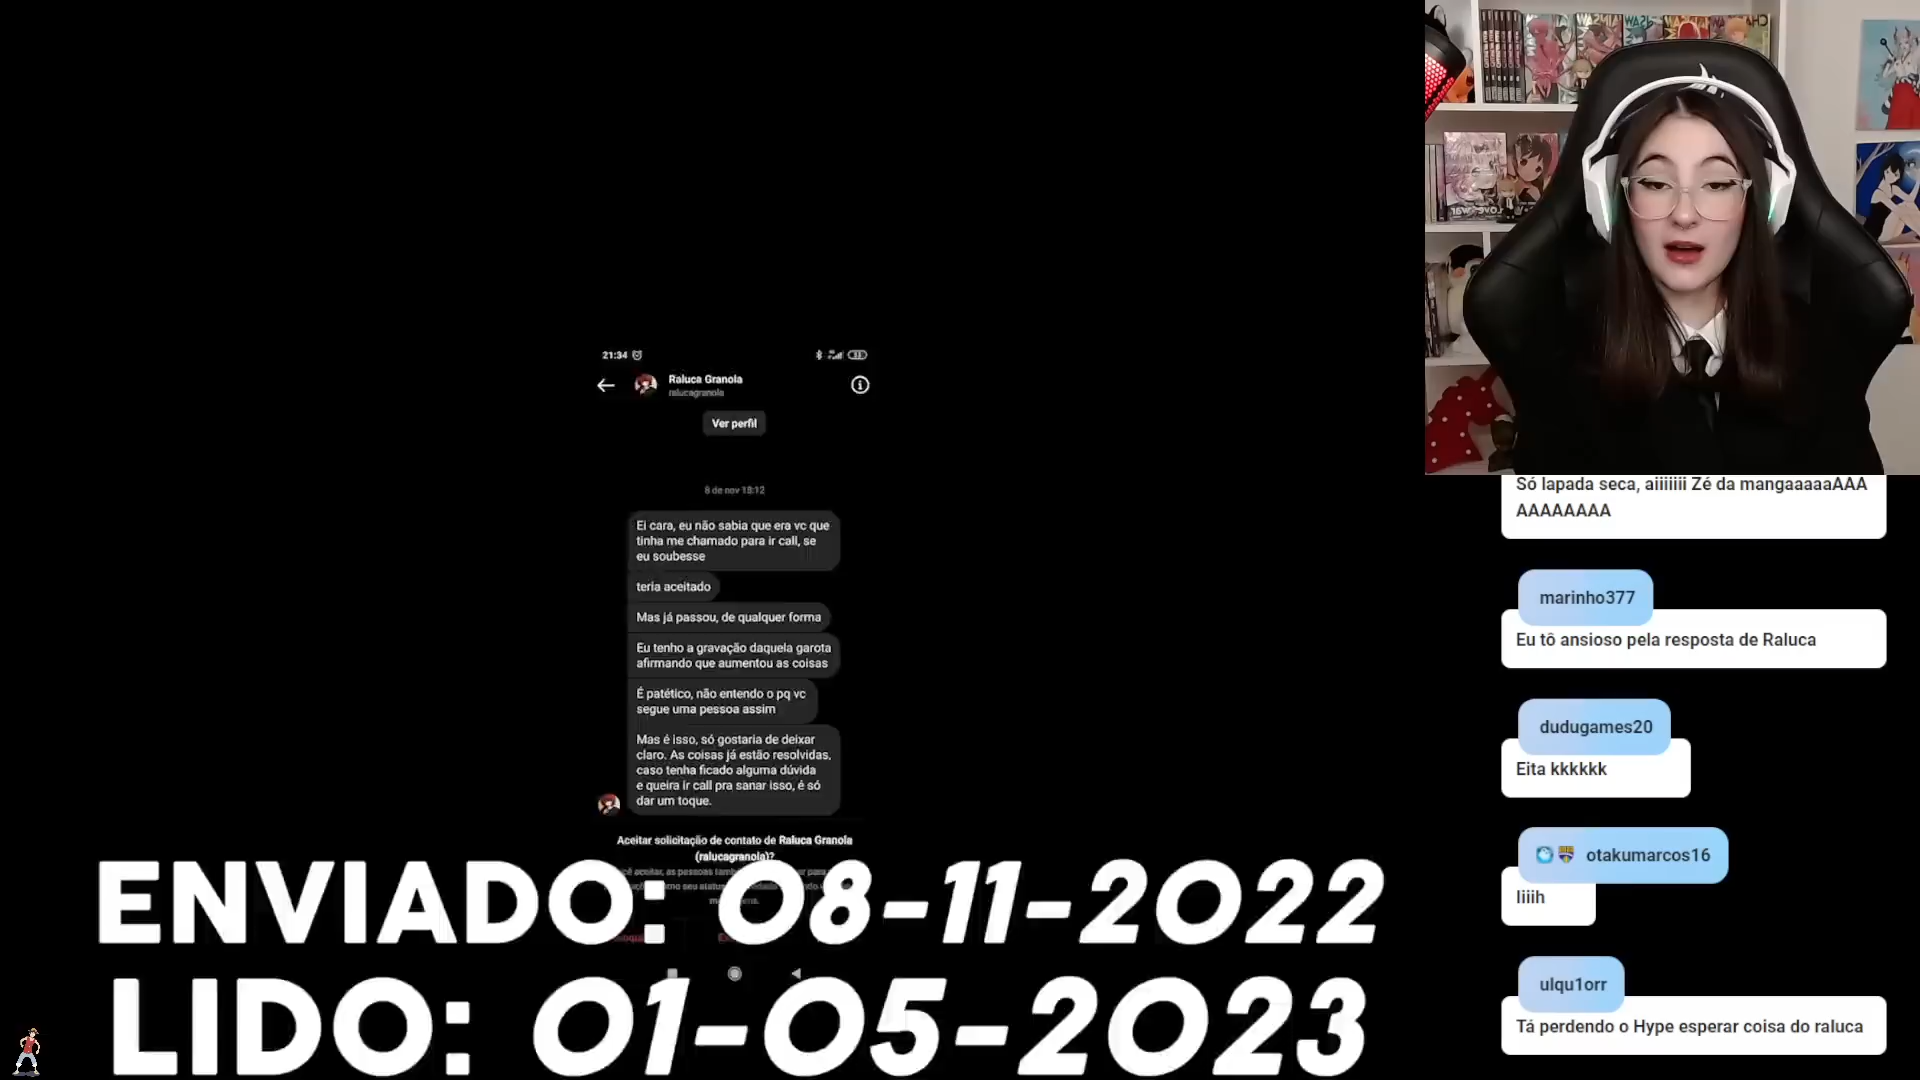 21:34
Raluca Granola
ralucagranola
Ver perfil
8 de nov 18:12
Ei cara, eu não sabia que era vc que
tinha me chamado para ir call, se
eu soubesse
teria aceitado
Mas já passou, de qualquer forma
Eu tenho a gravação daquela garota
afirmando que aumentou as coisas
É patético, não entendo o pq vc
segue uma pessoa assim
Mas é isso, só gostaria de deixar
claro. As coisas já estão resolvidas,
caso tenha ficado alguma dúvida
e queira ir call pra sanar isso, é só
dar um toque.
Aceitar solicitação de contato de Raluca Granola
(ralucagranola)?
ENVIADO: 08-11-2022
LIDO: 01-05-2023
Só lapada seca, aiiiiiii Zé da mangaaaaaAAA
AAAAAAAA
marinho377
Eu tô ansioso pela resposta de Raluca
dudugames20
Eita kkkkkk
otakumarcos16
Iiiih
ulqu1orr
Tá perdendo o Hype esperar coisa do raluca